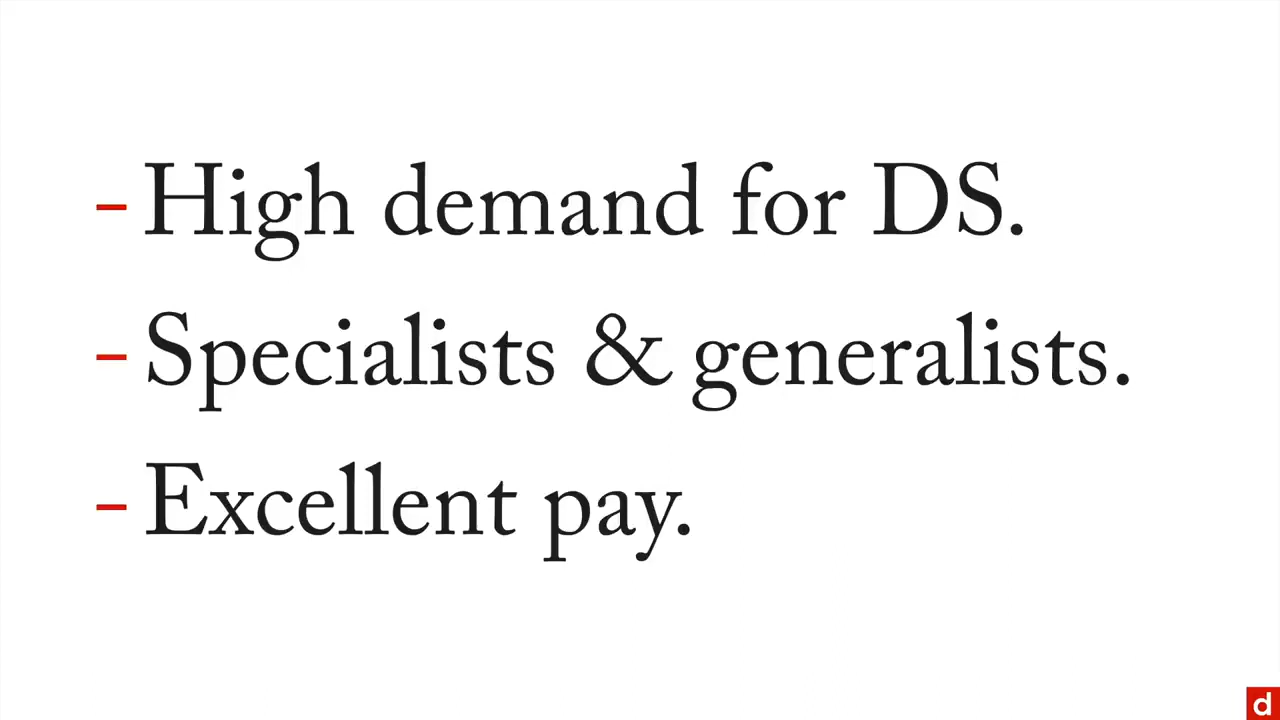 - High demand for DS.
- Specialists & generalists.
- Excellent pay.
d